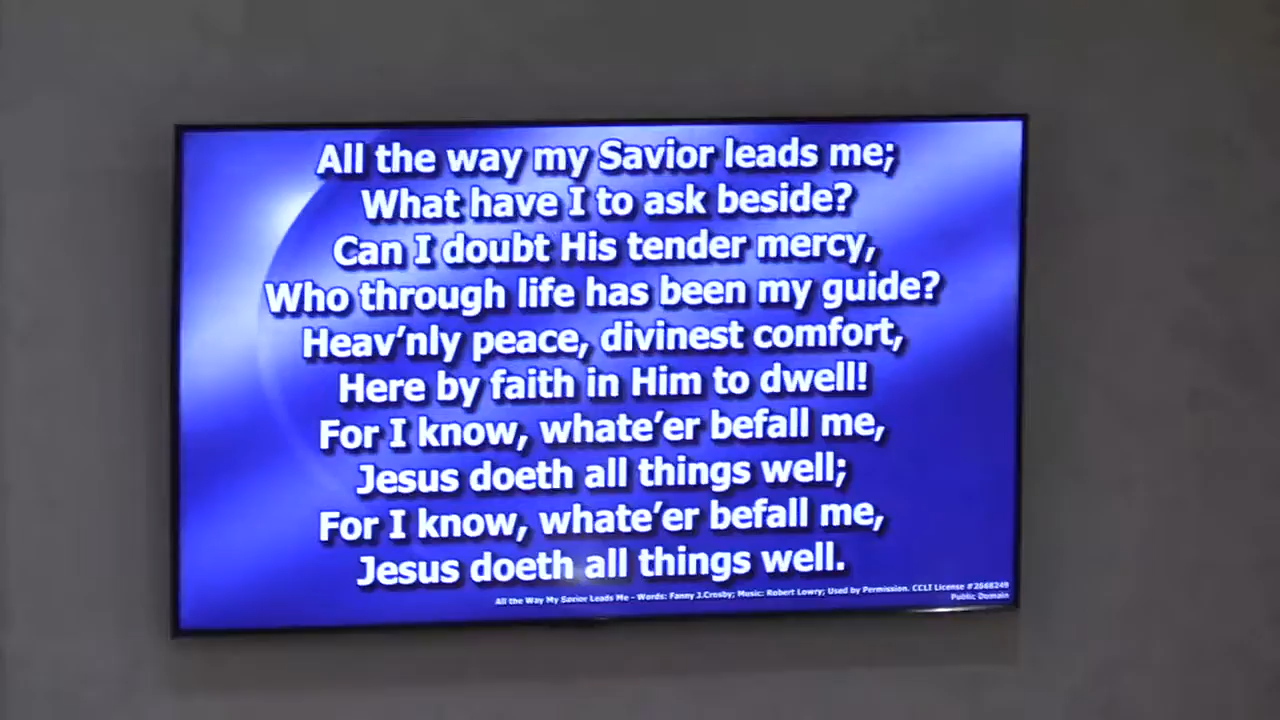 All the way my Savior leads me;
What have I to ask beside?
Can I doubt His tender mercy,
Who through life has been my guide?
Heav’nly peace, divinest comfort,
Here by faith in Him to dwell!
For I know, whate’er befall me,
Jesus doeth all things well;
For I know, whate’er befall me,
Jesus doeth all things well.
All the Way My Savior Leads Me - Words: Fanny J.Crosby; Music: Robert Lowry; Used by Permission. CCLI License #2668249
Public Domain